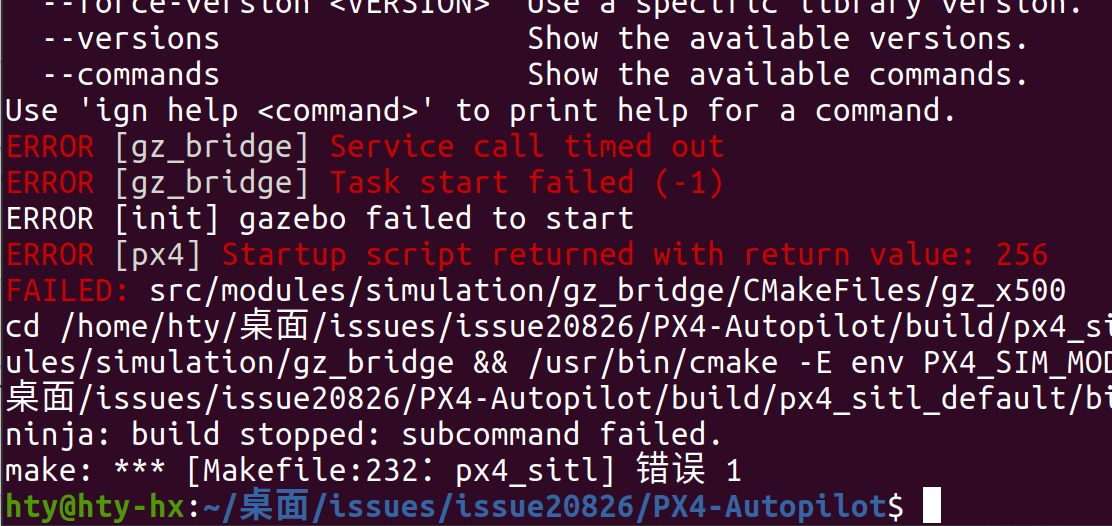 --force-version <VERSION> Use a specific library version.
--versions Show the available versions.
--commands Show the available commands.
Use 'ign help <command>' to print help for a command.
ERROR [gz_bridge] Service call timed out
ERROR [gz_bridge] Task start failed (-1)
ERROR [init] gazebo failed to start
ERROR [px4] Startup script returned with return value: 256
FAILED: src/modules/simulation/gz_bridge/CMakeFiles/gz_x500
cd /home/hty/桌面/issues/issue20826/PX4-Autopilot/build/px4_si
ules/simulation/gz_bridge && /usr/bin/cmake -E env PX4_SIM_MOD
桌面/issues/issue20826/PX4-Autopilot/build/px4_sitl_default/bi
ninja: build stopped: subcommand failed.
make: *** [Makefile:232：px4_sitl] 错误 1
hty@hty-hx:~/桌面/issues/issue20826/PX4-Autopilot$